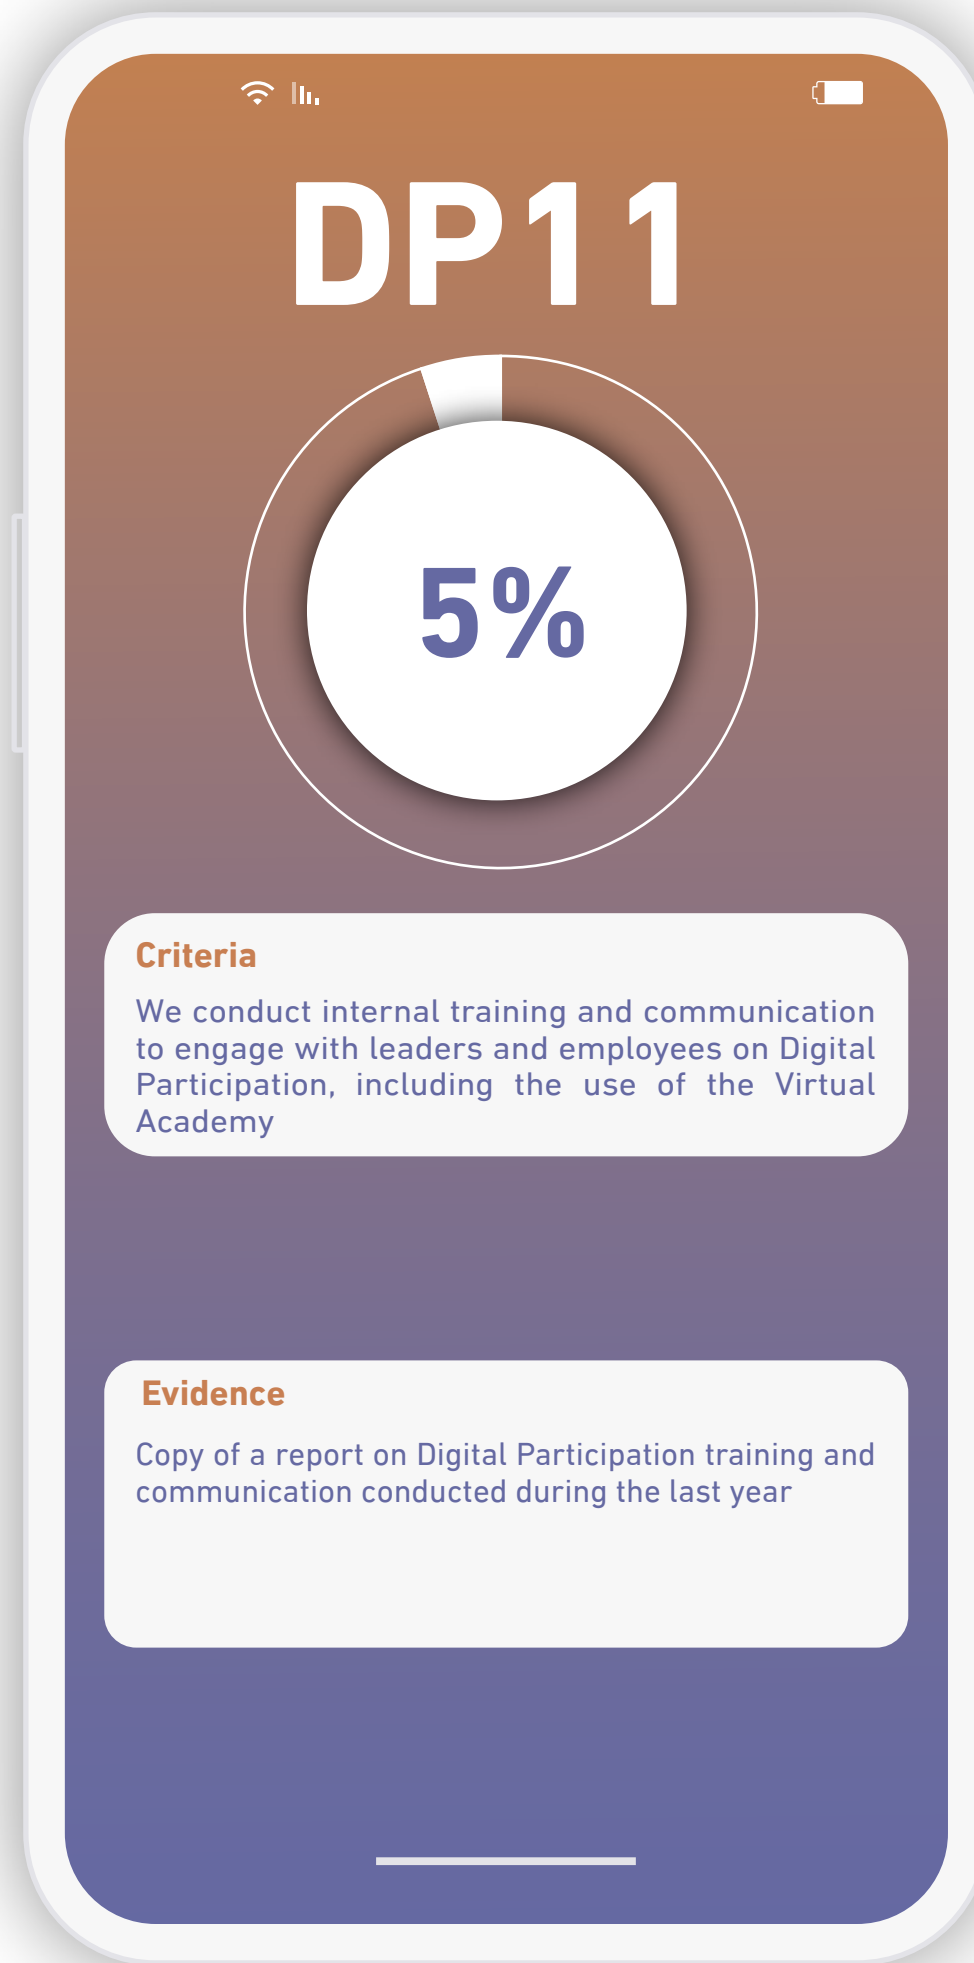 DP11
5%
Criteria
We conduct internal training and communication
to engage with leaders and employees on Digital
Participation, including the use of the Virtual
Academy
Evidence
Copy of a report on Digital Participation training and
communication conducted during the last year